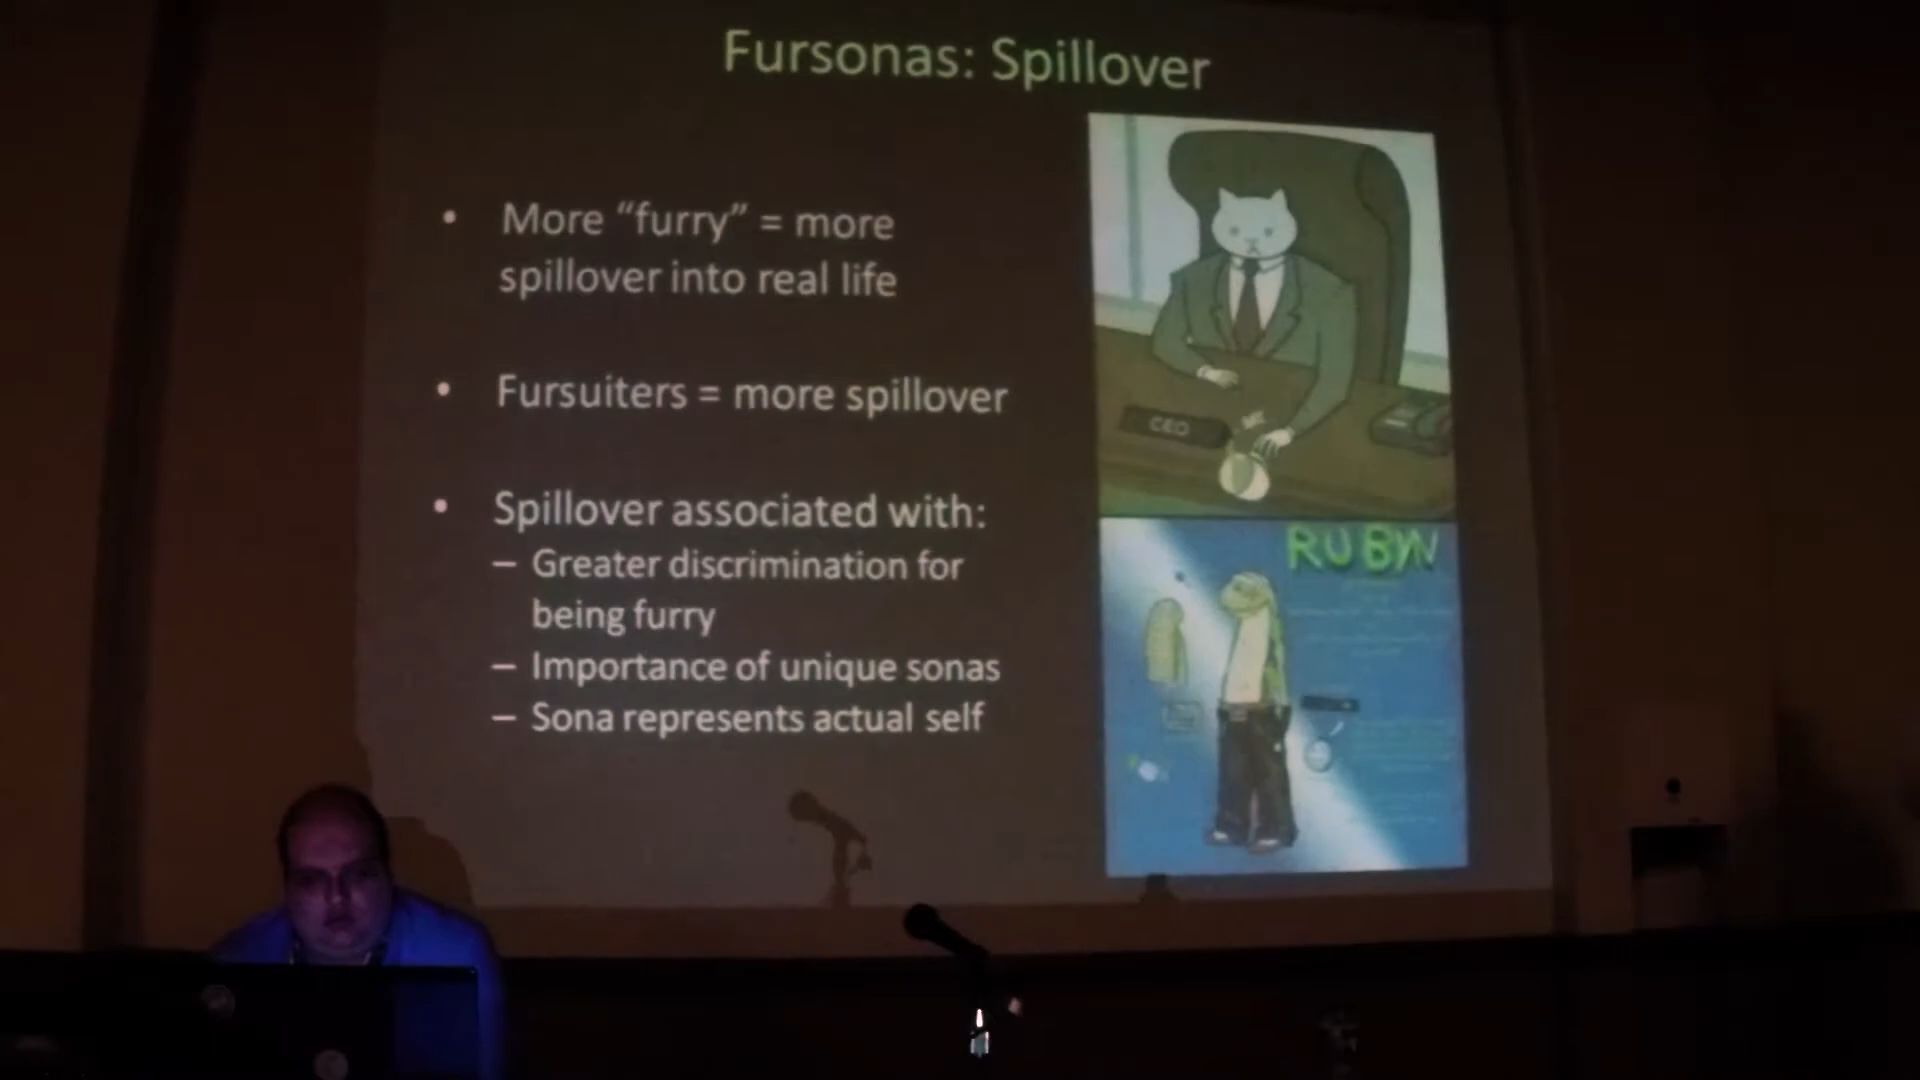 Fursonas: Spillover
• More “furry” = more
spillover into real life
• Fursuiters = more spillover
• Spillover associated with:
– Greater discrimination for
being furry
– Importance of unique sonas
– Sona represents actual self
CEO
RUBYN